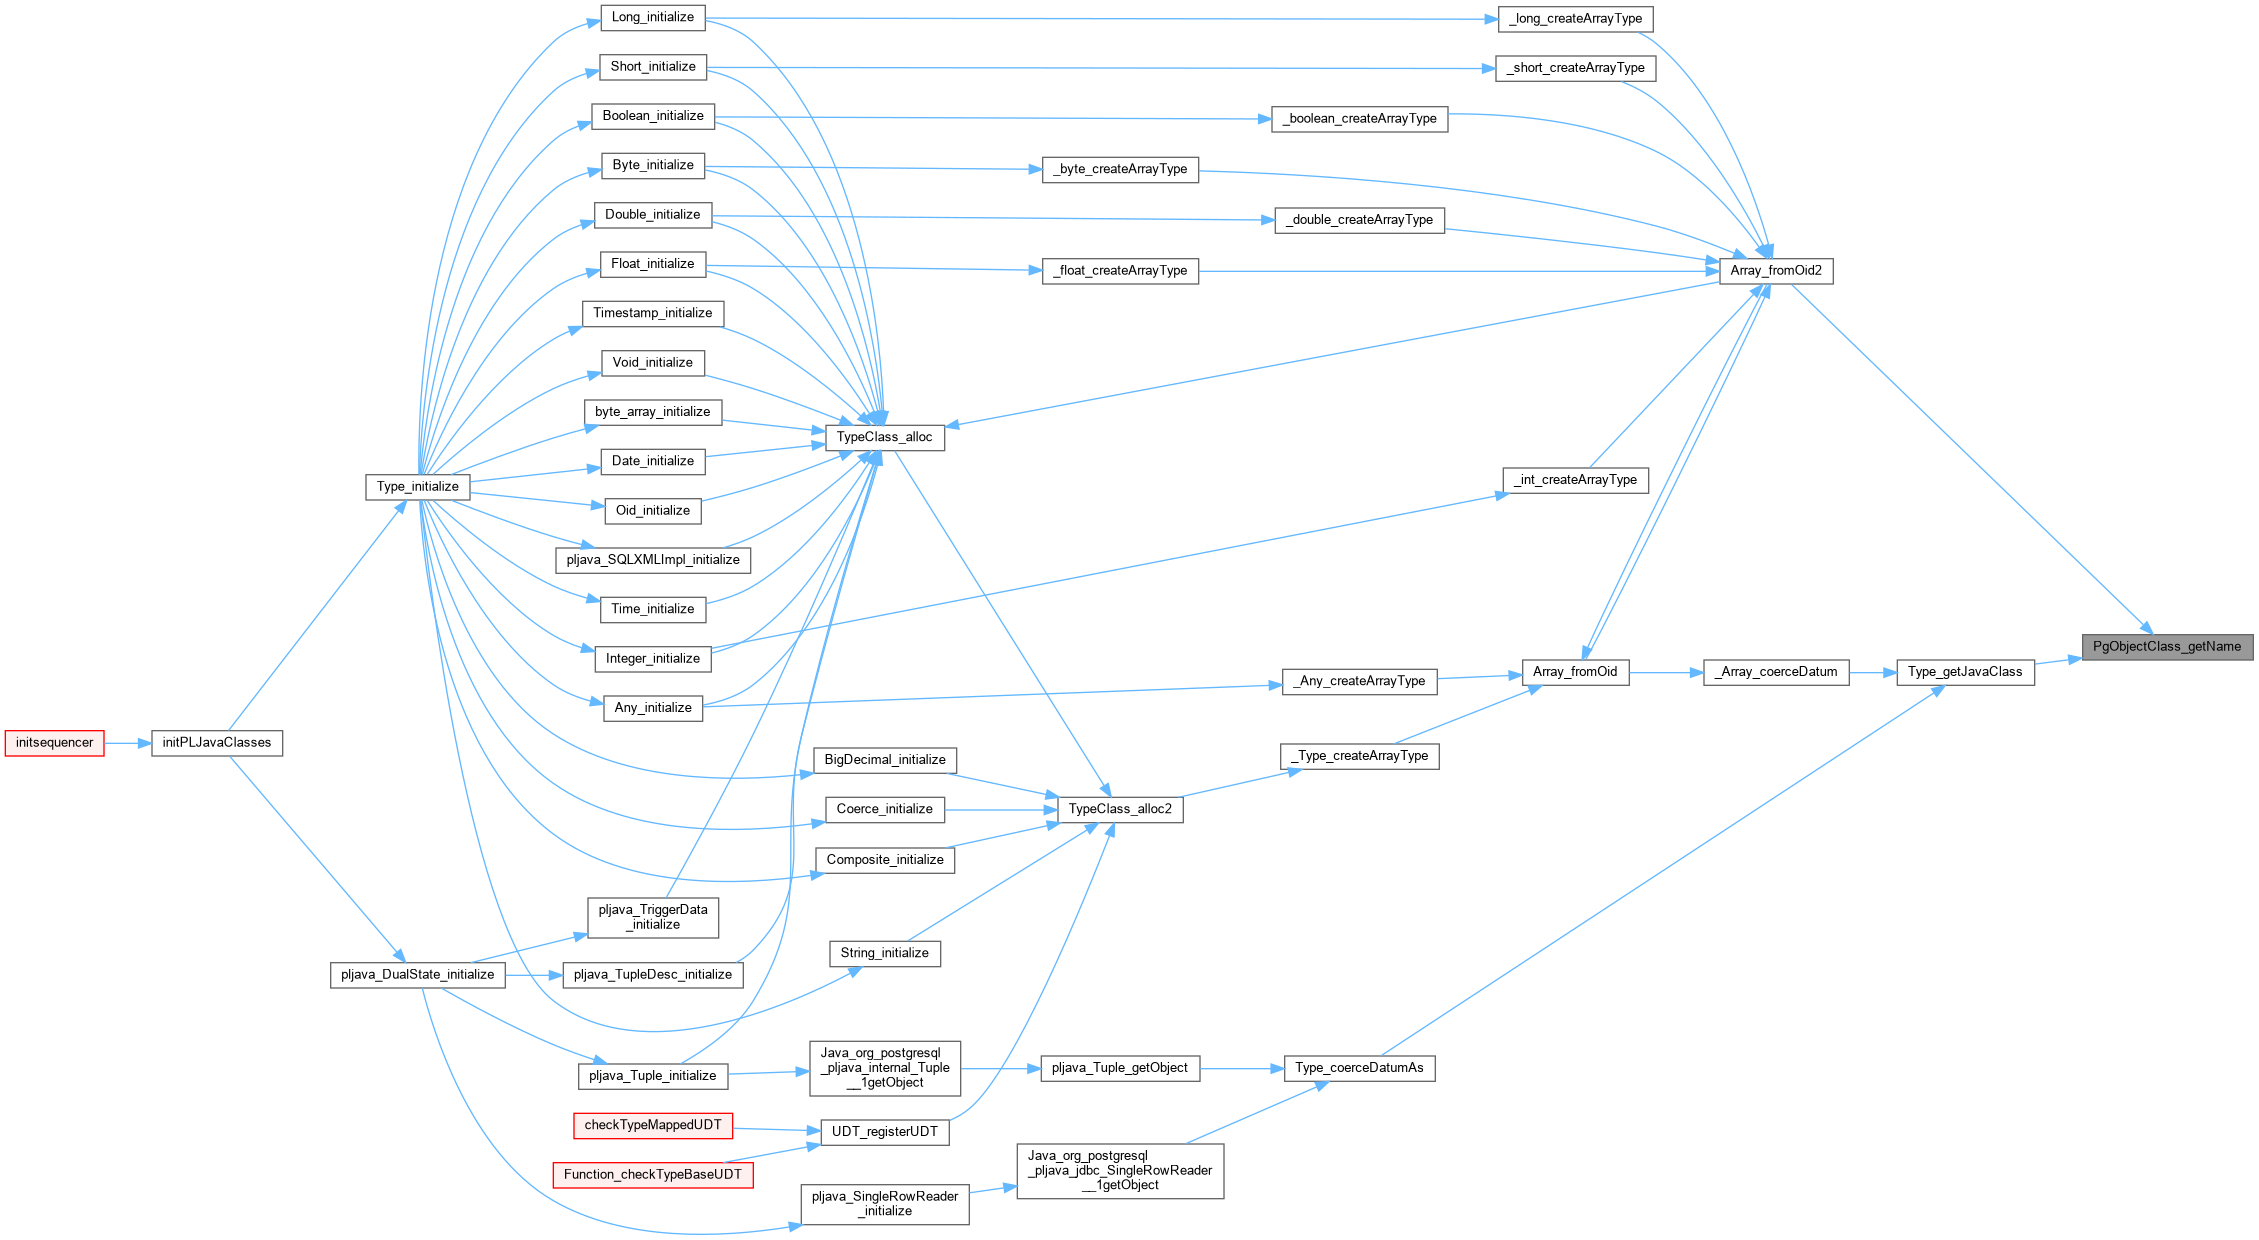 Long_initialize
_long_createArrayType
Short_initialize
_short_createArrayType
Boolean_initialize
_boolean_createArrayType
Byte_initialize
_byte_createArrayType
Double_initialize
_double_createArrayType
Float_initialize
_float_createArrayType
Array_fromOid2
Timestamp_initialize
Void_initialize
byte_array_initialize
TypeClass_alloc
Date_initialize
Type_initialize
_int_createArrayType
Oid_initialize
pljava_SQLXMLImpl_initialize
Time_initialize
Integer_initialize
PgObjectClass_getName
Any_initialize
_Any_createArrayType
Array_fromOid
_Array_coerceDatum
Type_getJavaClass
initsequencer
initPLJavaClasses
BigDecimal_initialize
_Type_createArrayType
Coerce_initialize
TypeClass_alloc2
Composite_initialize
pljava_TriggerData
_initialize
String_initialize
pljava_DualState_initialize
pljava_TupleDesc_initialize
pljava_Tuple_initialize
Java_org_postgresql
_pljava_internal_Tuple
__1getObject
pljava_Tuple_getObject
Type_coerceDatumAs
checkTypeMappedUDT
UDT_registerUDT
Function_checkTypeBaseUDT
Java_org_postgresql
_pljava_jdbc_SingleRowReader
__1getObject
pljava_SingleRowReader
_initialize